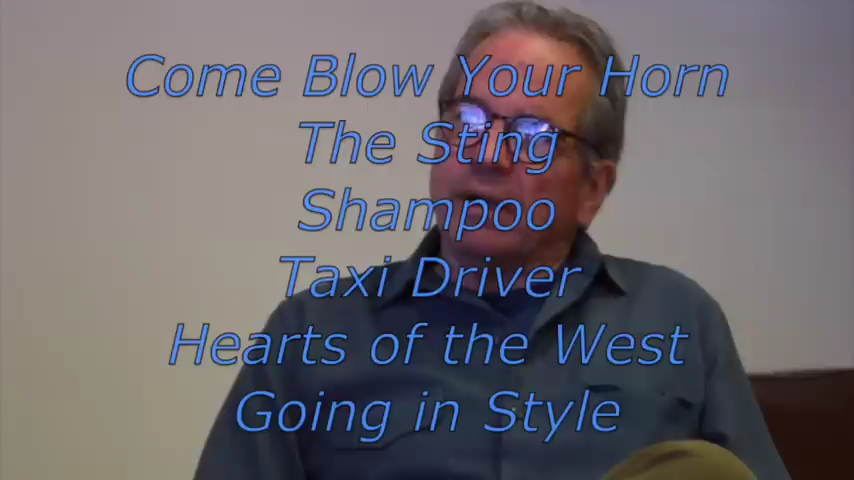 Come Blow Your Horn
The Sting
Shampoo
Taxi Driver
Hearts of the West
Going in Style